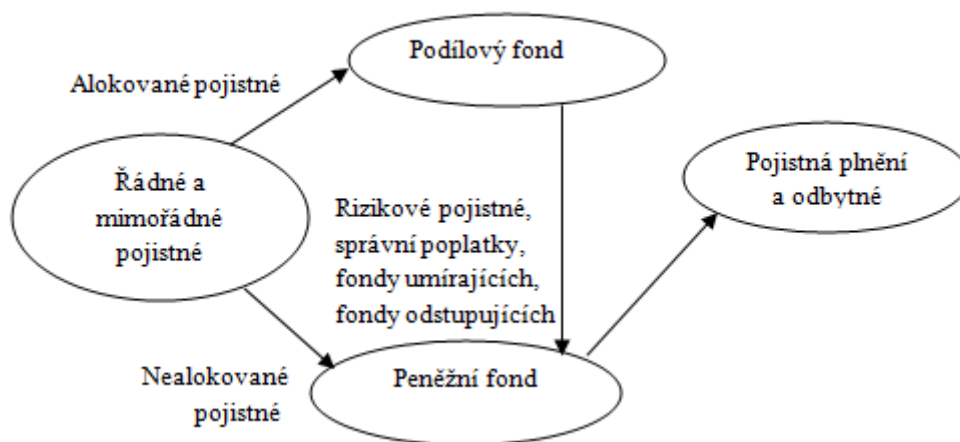 Podílový fond
Alokované pojistné
Řádné a
mimořádné
pojistné
Pojistná plnění
a odbytné
Rizikové pojistné,
správní poplatky,
fondy umírajících,
fondy odstupujících
Nealokované
pojistné
Peněžní fond